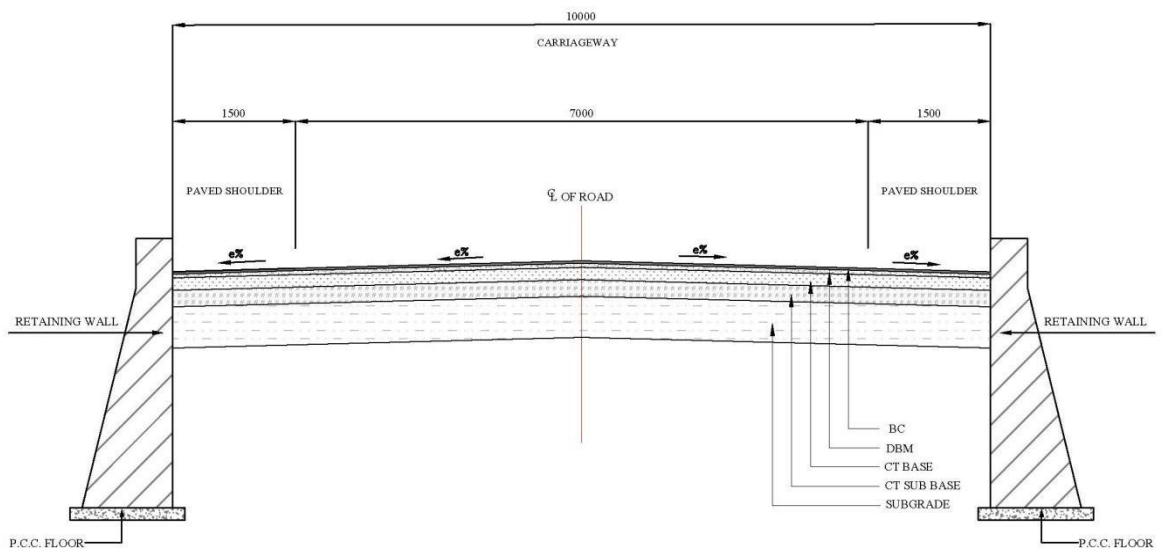 10000
CARRIAGEWAY
1500
7000
1500
PAVED SHOULDER
℄ OF ROAD
PAVED SHOULDER
e%
e%
e%
e%
RETAINING WALL
RETAINING WALL
BC
DBM
CT BASE
CT SUB BASE
SUBGRADE
P.C.C. FLOOR
P.C.C. FLOOR